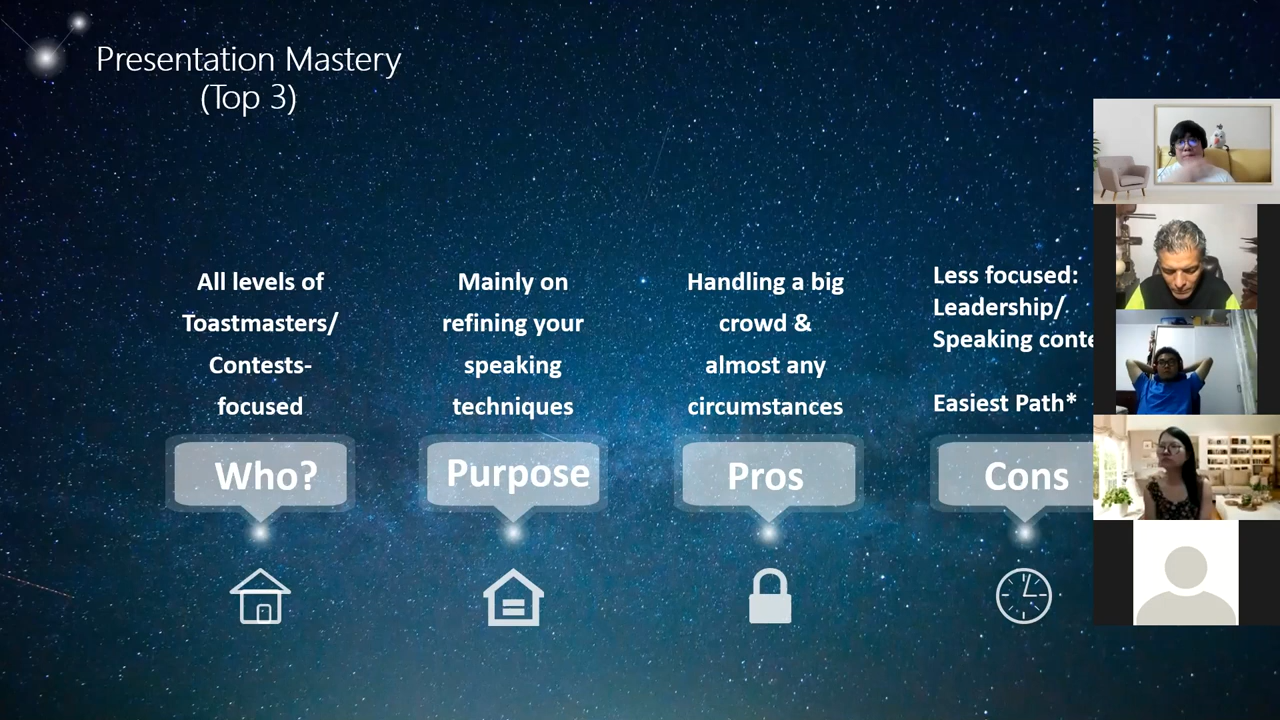 Presentation Mastery
(Top 3)
All levels of
Toastmasters/
Contests-
focused
Who?
Mainly on
refining your
speaking
techniques
Purpose
Handling a big
crowd &
almost any
circumstances
Pros
Less focused:
Leadership/
Speaking
Easiest Path*
Cons